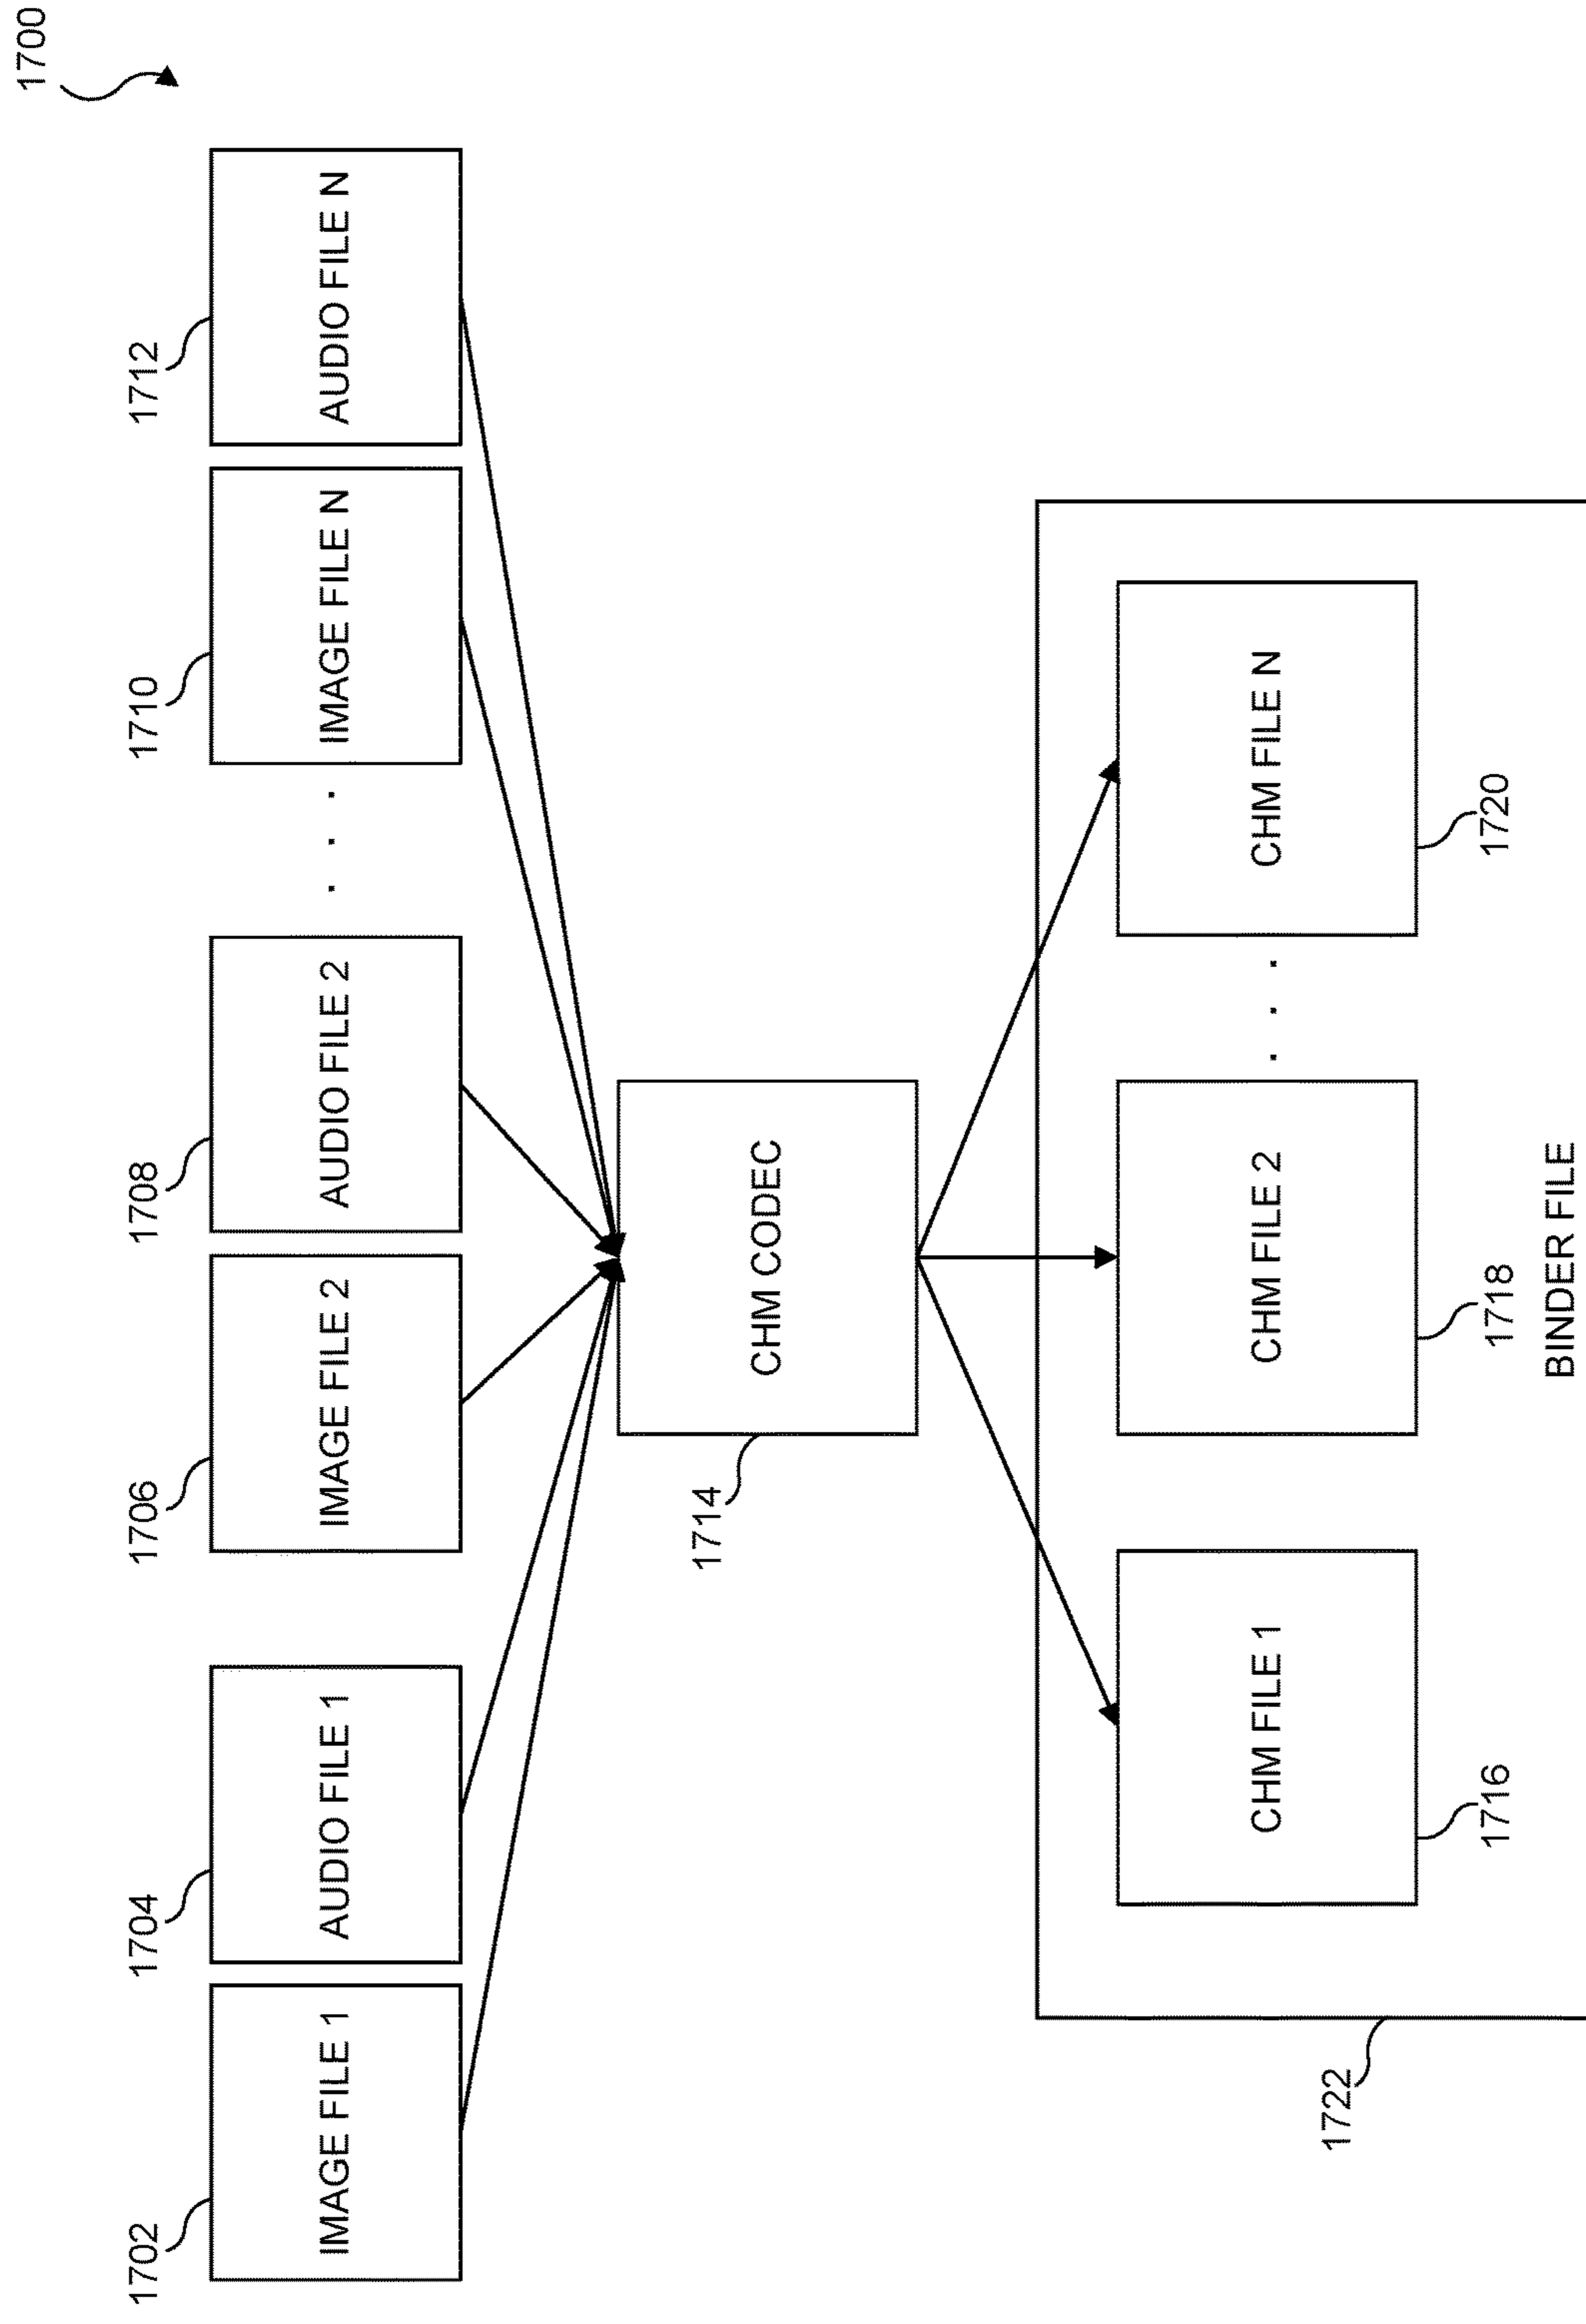 1700
1702
1704
1706
1708
1710
1712
IMAGE FILE 1
AUDIO FILE 1
IMAGE FILE 2
AUDIO FILE 2
. . .
IMAGE FILE N
AUDIO FILE N
1714
CHM CODEC
1722
CHM FILE 1
CHM FILE 2
. . .
CHM FILE N
1716
1718
1720
BINDER FILE